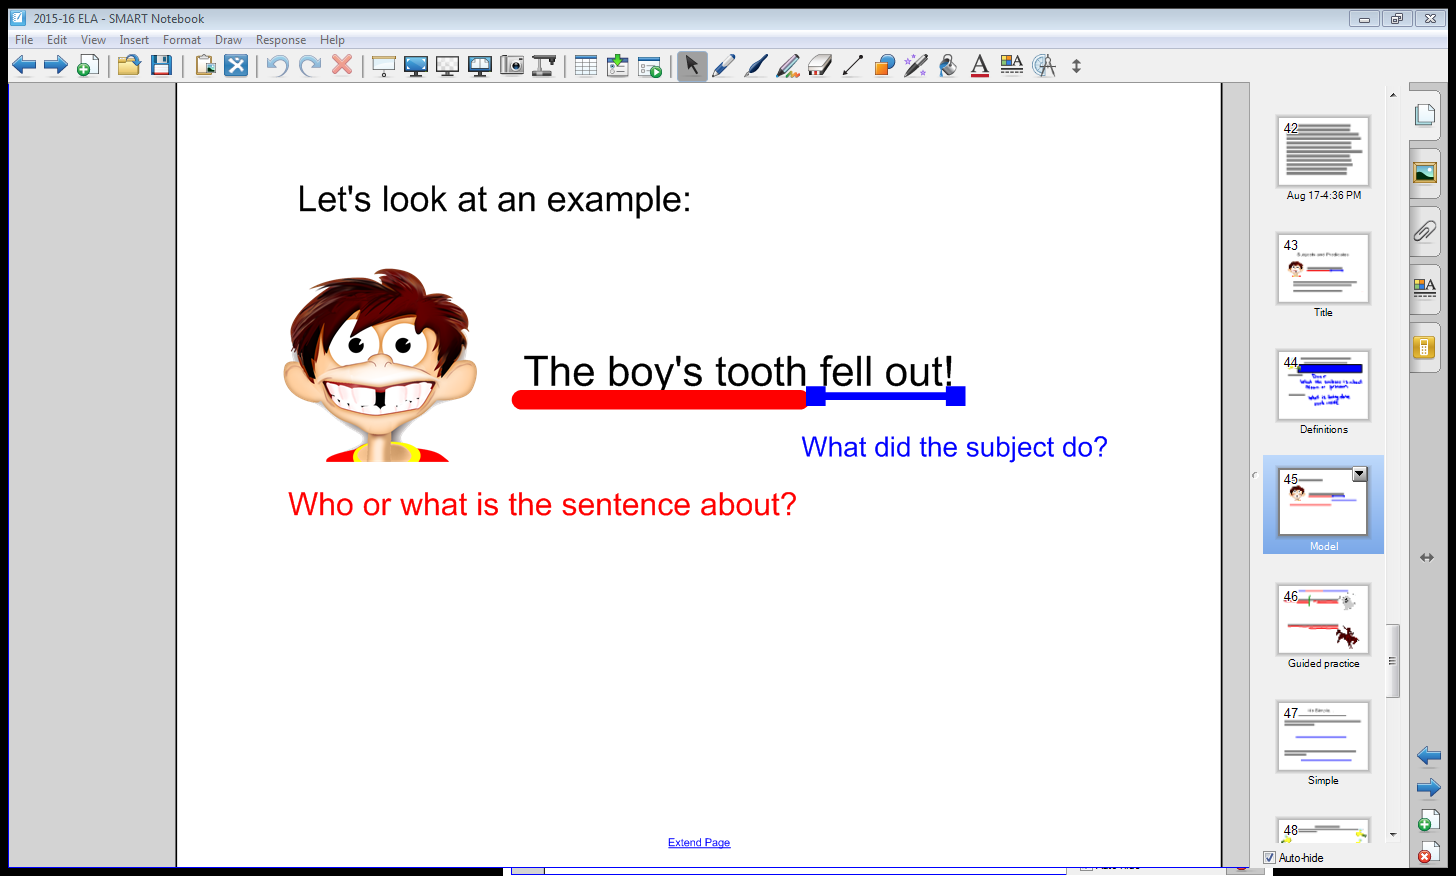 2015-16 ELA - SMART Notebook
File Edit View Insert Format Draw Response Help
Let's look at an example:
The boy's tooth fell out!
What did the subject do?
Who or what is the sentence about?
Extend Page
42
Aug 17-4:36 PM
43
Subjects and Predicates
Title
44
Definitions
45
Model
46
Guided practice
47
Simple
48
Auto-hide